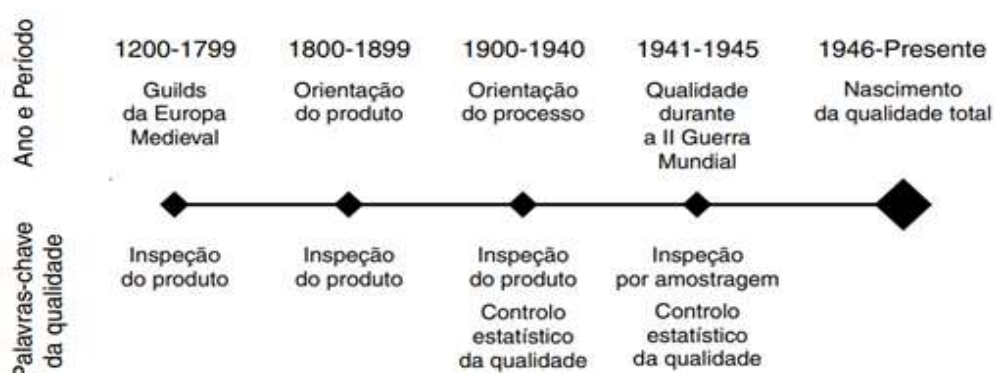 Ano e Período
1200-1799
1800-1899
1900-1940
1941-1945
1946-Presente
Guilds
da Europa
Medieval
Orientação
do produto
Orientação
do processo
Qualidade
durante
a II Guerra
Mundial
Nascimento
da qualidade total
Palavras-chave
da qualidade
Inspeção
do produto
Inspeção
do produto
Inspeção
do produto
Controlo
estatístico
da qualidade
Inspeção
por amostragem
Controlo
estatístico
da qualidade